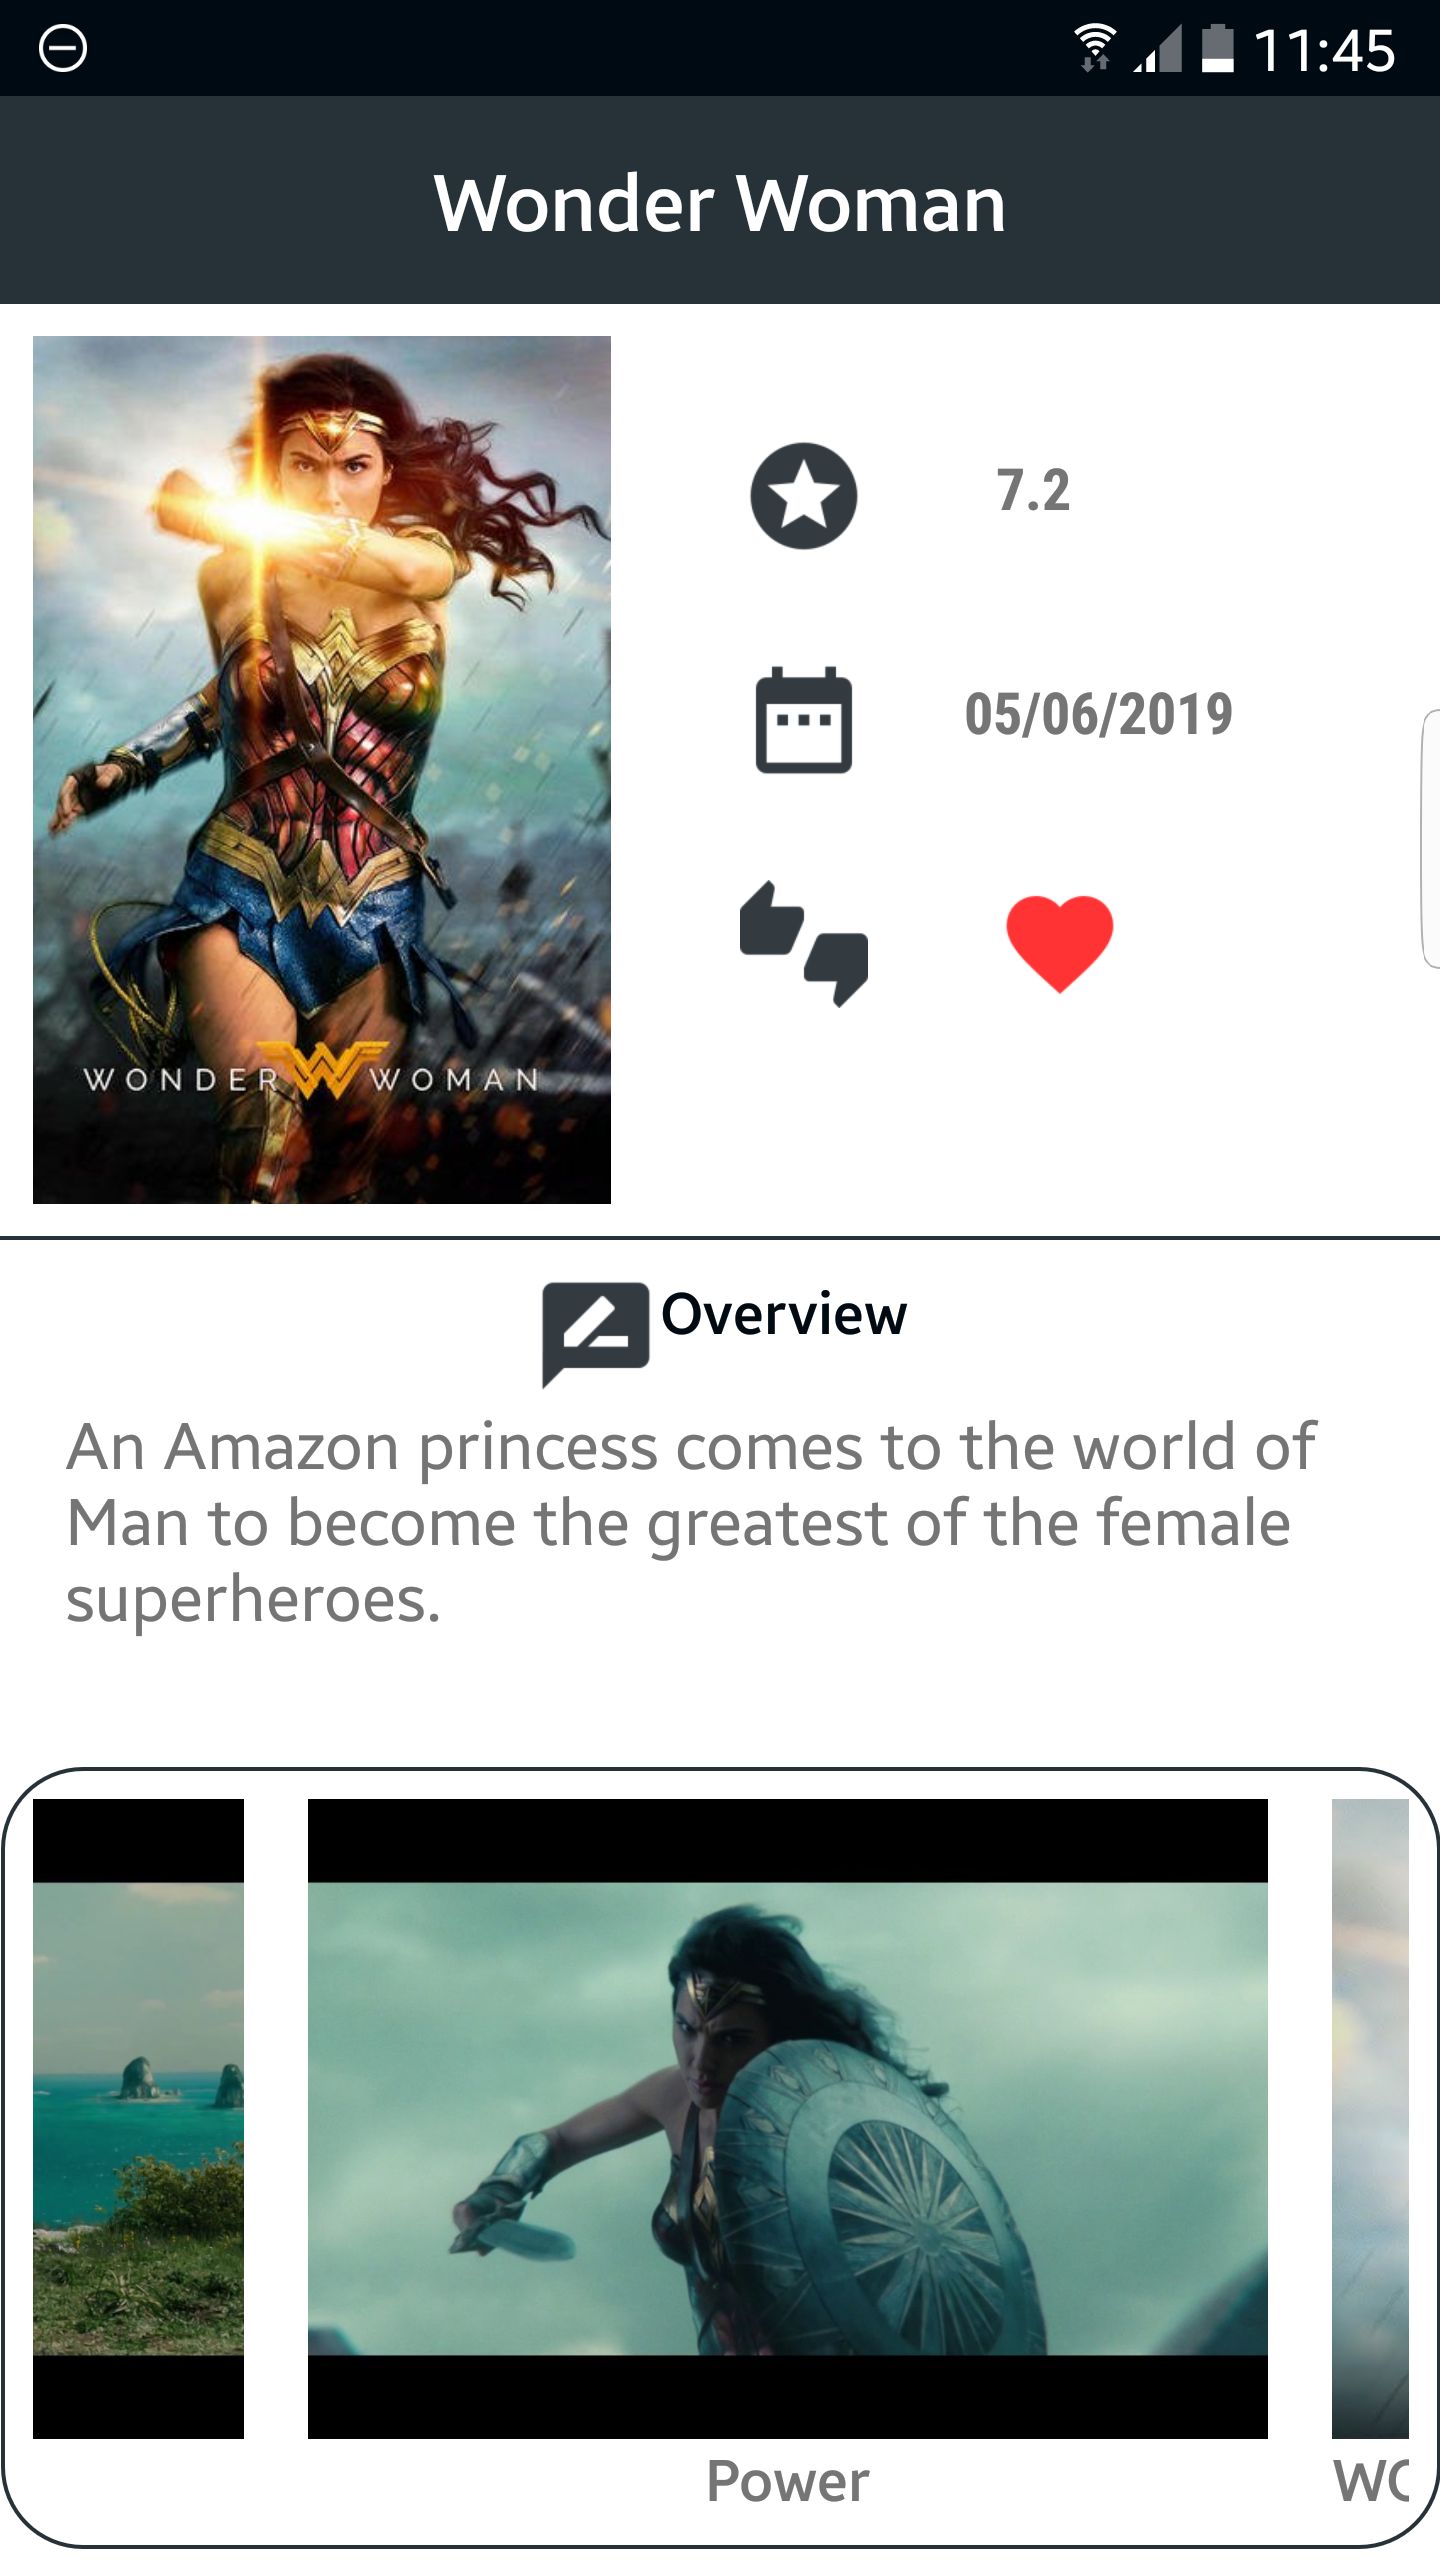 11:45
Wonder Woman
7.2
05/06/2019
WONDER WOMAN
Overview
An Amazon princess comes to the world of
Man to become the greatest of the female
superheroes.
Power